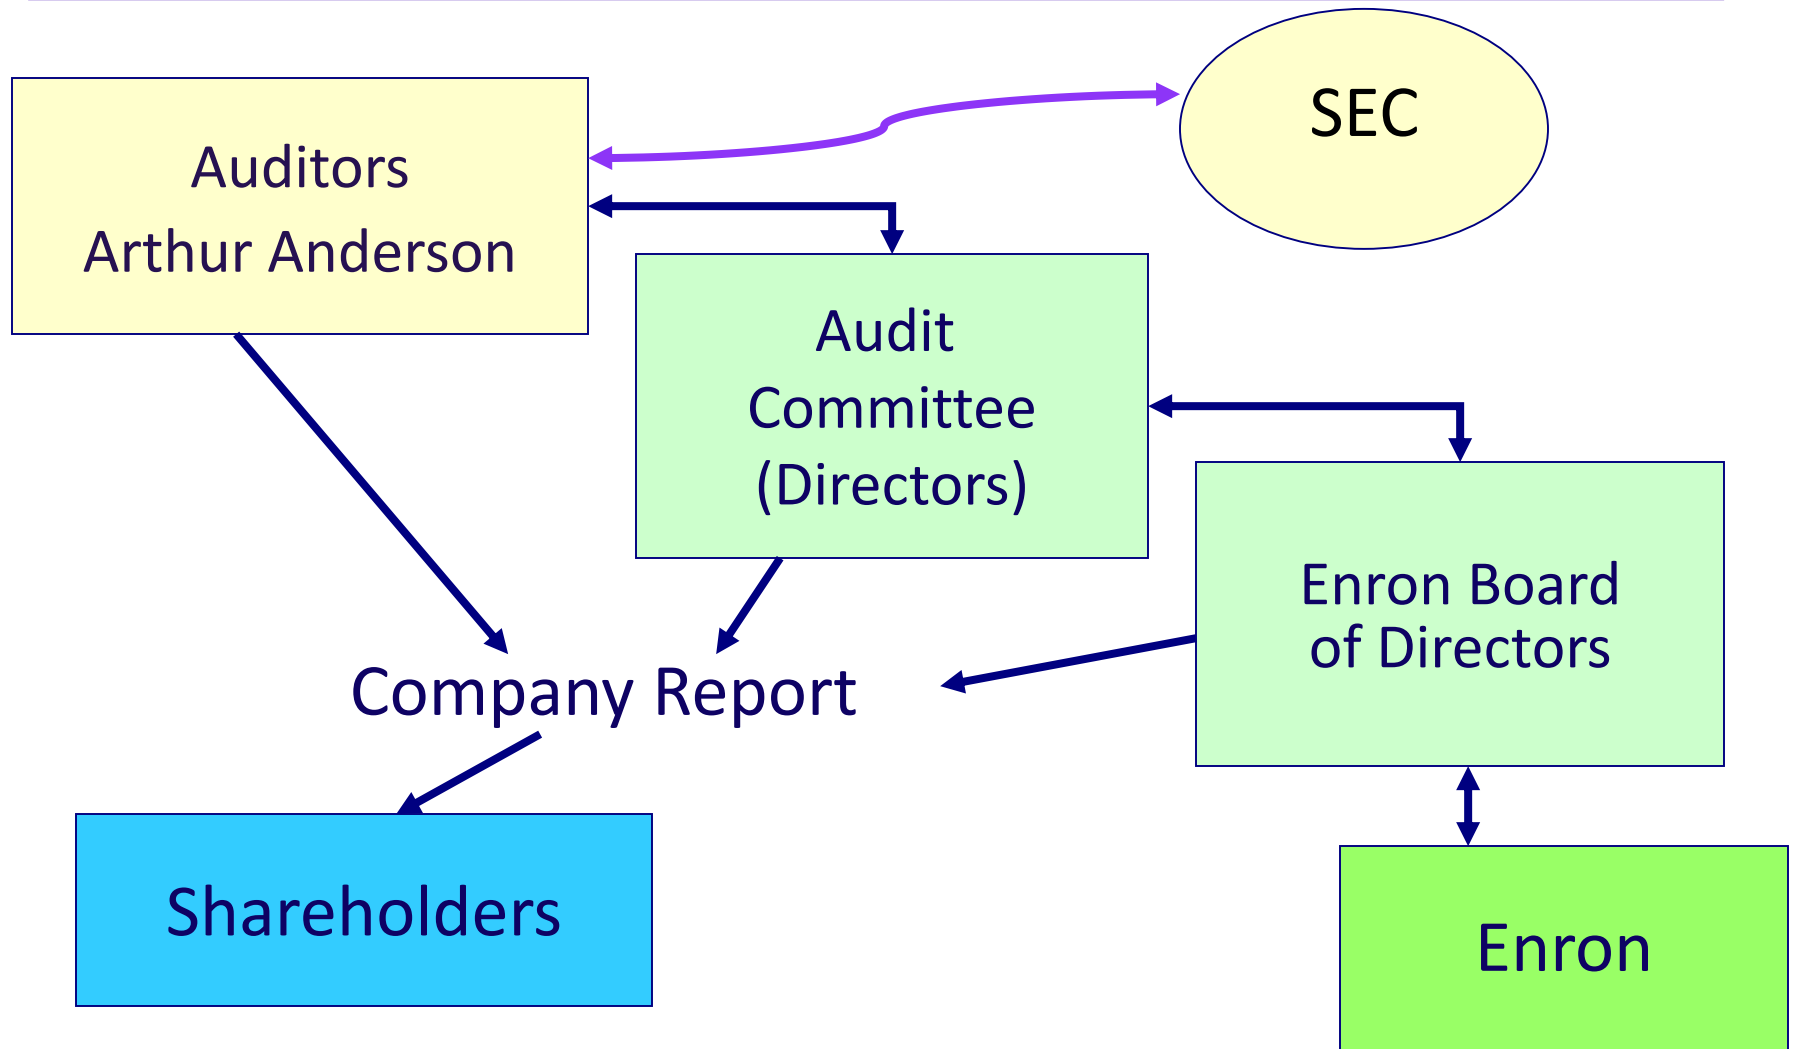 SEC
Auditors
Arthur Anderson
Audit
Committee
(Directors)
Enron Board
of Directors
Company Report
Shareholders
Enron